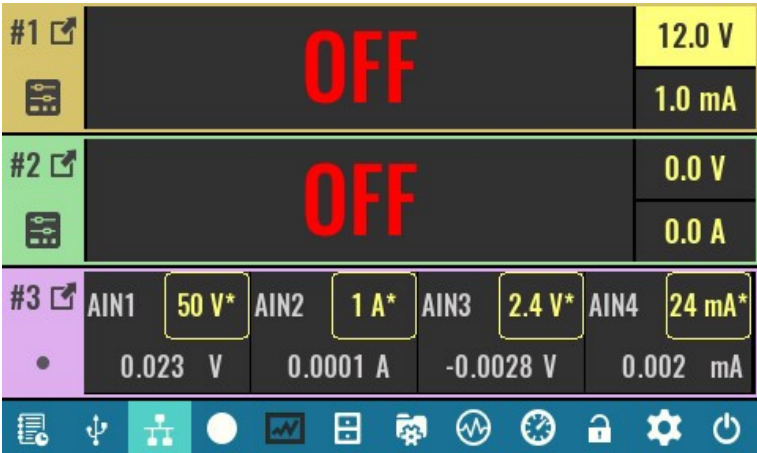 #1 OFF 12.0 V
1.0 mA
#2 OFF 0.0 V
0.0 A
#3 AIN1 50 V* AIN2 1 A* AIN3 2.4 V* AIN4 24 mA*
0.023 V 0.0001 A -0.0028 V 0.002 mA